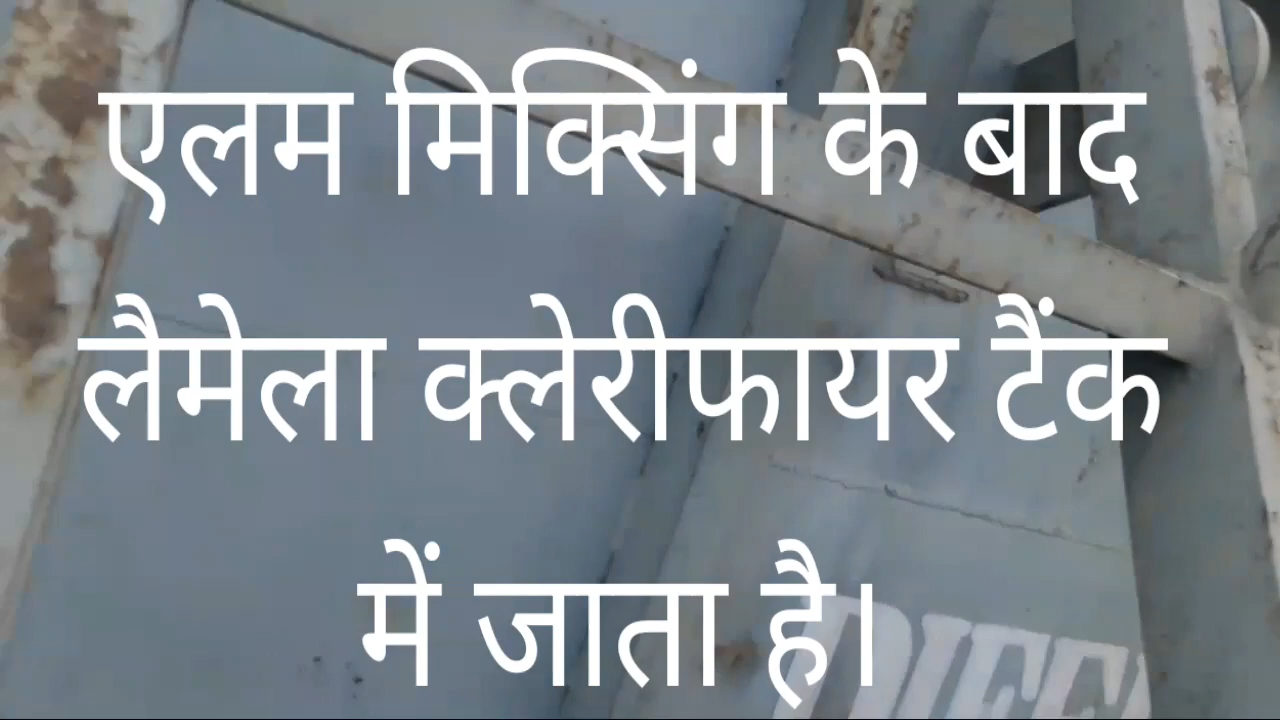 एलम मिक्सिंग के बाद
लैमेला क्लेरीफायर टैंक
में जाता है।